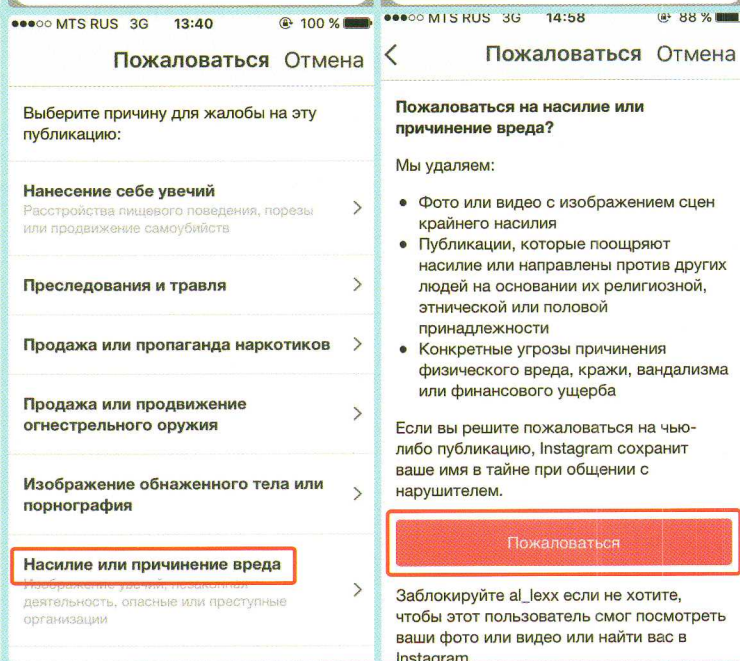 MTS RUS 3G 13:40 100 %
Пожаловаться Отмена
Выберите причину для жалобы на эту
публикацию:
Нанесение себе увечий
Расстройства пищевого поведения, порезы
или продвижение самоубийств
Преследования и травля
Продажа или пропаганда наркотиков
Продажа или продвижение
огнестрельного оружия
Изображение обнаженного тела или
порнография
Насилие или причинение вреда
Изображение увечий, незаконная
деятельность, опасные или преступные
организации
MTS RUS 3G 14:58 88 %
Пожаловаться Отмена
Пожаловаться на насилие или
причинение вреда?
Мы удаляем:
• Фото или видео с изображением сцен
крайнего насилия
• Публикации, которые поощряют
насилие или направлены против других
людей на основании их религиозной,
этнической или половой
принадлежности
• Конкретные угрозы причинения
физического вреда, кражи, вандализма
или финансового ущерба
Если вы решите пожаловаться на чью-
либо публикацию, Instagram сохранит
ваше имя в тайне при общении с
нарушителем.
Пожаловаться
Заблокируйте al_lexx если не хотите,
чтобы этот пользователь смог посмотреть
ваши фото или видео или найти вас в
Instagram